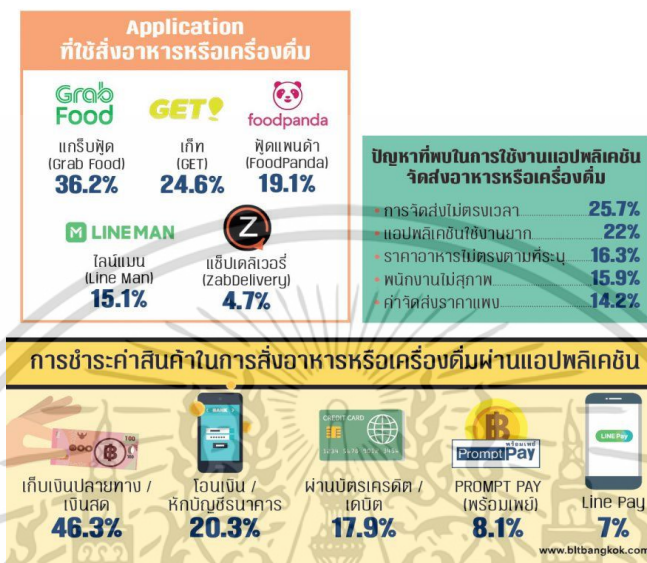 Application
ที่ใช้สั่งอาหารหรือเครื่องดื่ม
Grab
Food
GET!
foodpanda
แกร็บฟู้ด
(Grab Food)
36.2%
เก็ท
(GET)
24.6%
ฟู้ดแพนด้า
(FoodPanda)
19.1%
LINE MAN
ไลน์แมน
(Line Man)
15.1%
Z
แซ็ปเดลิเวอรี่
(ZabDelivery)
4.7%
ปัญหาที่พบในการใช้งานแอปพลิเคชัน
จัดส่งอาหารหรือเครื่องดื่ม
• การจัดส่งไม่ตรงเวลา 25.7%
• แอปพลิเคชันใช้งานยาก 22%
• ราคาอาหารไม่ตรงตามที่ระบุ 16.3%
• พนักงานไม่สุภาพ 15.9%
• ค่าจัดส่งราคาแพง 14.2%
การชำระค่าสินค้าในการสั่งอาหารหรือเครื่องดื่มผ่านแอปพลิเคชัน
100
เก็บเงินปลายทาง /
เงินสด
46.3%
BANK
โอนเงิน /
หักบัญชีธนาคาร
20.3%
CREDIT CARD
ผ่านบัตรเครดิต /
เดบิต
17.9%
พร้อมเพย์
Prompt Pay
PROMPT PAY
(พร้อมเพย์)
8.1%
LINE Pay
Line Pay
7%
www.bltbangkok.com